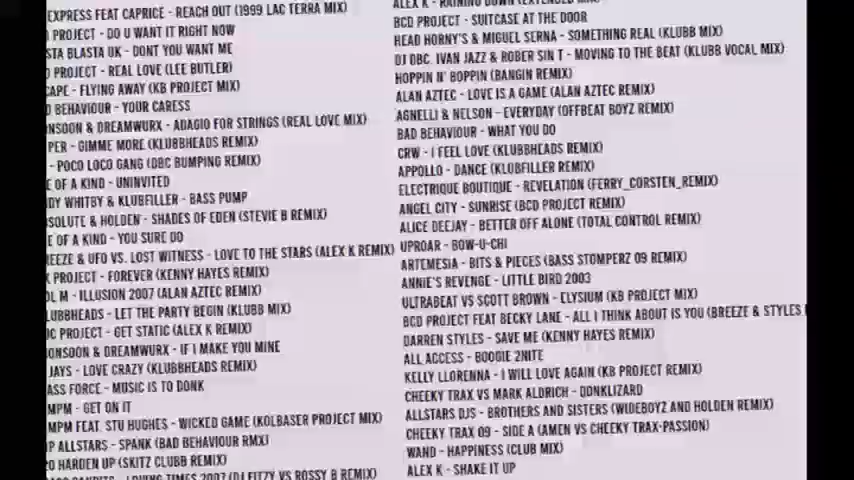 EXPRESS FEAT CAPRICE - REACH OUT (1999 LAC TERRA MIX)
PROJECT - DO U WANT IT RIGHT NOW
STA BLASTA UK - DONT YOU WANT ME
PROJECT - REAL LOVE (LEE BUTLER)
CAPE - FLYING AWAY (KB PROJECT MIX)
D BEHAVIOUR - YOUR CARESS
ONSOON & DREAMWURX - ADAGIO FOR STRINGS (REAL LOVE MIX)
PER - GIMME MORE (KLUBBHEADS REMIX)
- POCO LOCO GANG (DBC BUMPING REMIX)
E OF A KIND - UNINVITED
DY WHITBY & KLUBFILLER - BASS PUMP
SOLUTE & HOLDEN - SHADES OF EDEN (STEVIE B REMIX)
E OF A KIND - YOU SURE DO
EEZE & UFO VS. LOST WITNESS - LOVE TO THE STARS (ALEX K REMIX)
PROJECT - FOREVER (KENNY HAYES REMIX)
OL M - ILLUSION 2007 (ALAN AZTEC REMIX)
LUBBHEADS - LET THE PARTY BEGIN (KLUBB MIX)
C PROJECT - GET STATIC (ALEX K REMIX)
ONSOON & DREAMWURX - IF I MAKE YOU MINE
JAYS - LOVE CRAZY (KLUBBHEADS REMIX)
ASS FORCE - MUSIC IS TO DONK
MPM - GET ON IT
MPM FEAT. STU HUGHES - WICKED GAME (KOLBASER PROJECT MIX)
P ALLSTARS - SPANK (BAD BEHAVIOUR RMX)
O HARDEN UP (SKITZ CLUBB REMIX)
TIMES 2007 (DJ FITZY VS ROSSY B REMIX)
ALEX K - RAINING DOWN (EXTENDED MIX)
BCD PROJECT - SUITCASE AT THE DOOR
HEAD HORNY'S & MIGUEL SERNA - SOMETHING REAL (KLUBB MIX)
DJ DBC, IVAN JAZZ & ROBER SIN T - MOVING TO THE BEAT (KLUBB VOCAL MIX)
HOPPIN N' BOPPIN (BANGIN REMIX)
ALAN AZTEC - LOVE IS A GAME (ALAN AZTEC REMIX)
AGNELLI & NELSON - EVERYDAY (OFFBEAT BOYZ REMIX)
BAD BEHAVIOUR - WHAT YOU DO
CRW - I FEEL LOVE (KLUBBHEADS REMIX)
APPOLLO - DANCE (KLUBFILLER REMIX)
ELECTRIQUE BOUTIQUE - REVELATION (FERRY_CORSTEN_REMIX)
ANGEL CITY - SUNRISE (BCD PROJECT REMIX)
ALICE DEEJAY - BETTER OFF ALONE (TOTAL CONTROL REMIX)
UPROAR - BOW-U-CHI
ARTEMESIA - BITS & PIECES (BASS STOMPERZ 09 REMIX)
ANNIE'S REVENGE - LITTLE BIRD 2003
ULTRABEAT VS SCOTT BROWN - ELYSIUM (KB PROJECT MIX)
BCD PROJECT FEAT BECKY LANE - ALL I THINK ABOUT IS YOU (BREEZE & STYLES
DARREN STYLES - SAVE ME (KENNY HAYES REMIX)
ALL ACCESS - BOOGIE 2NITE
KELLY LLORENNA - I WILL LOVE AGAIN (KB PROJECT REMIX)
CHEEKY TRAX VS MARK ALDRICH - DONKLIZARD
ALLSTARS DJS - BROTHERS AND SISTERS (WIDEBOYZ AND HOLDEN REMIX)
CHEEKY TRAX 09 - SIDE A (AMEN VS CHEEKY TRAX-PASSION)
WAND - HAPPINESS (CLUB MIX)
ALEX K - SHAKE IT UP